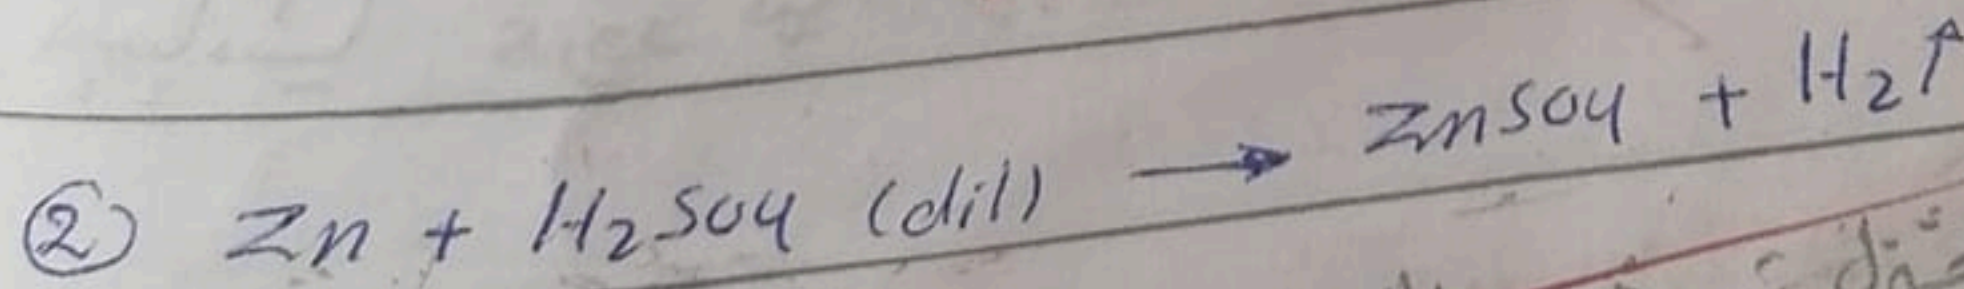 ② Zn + H₂SO4 (dil) → ZnSO4 + H₂↑